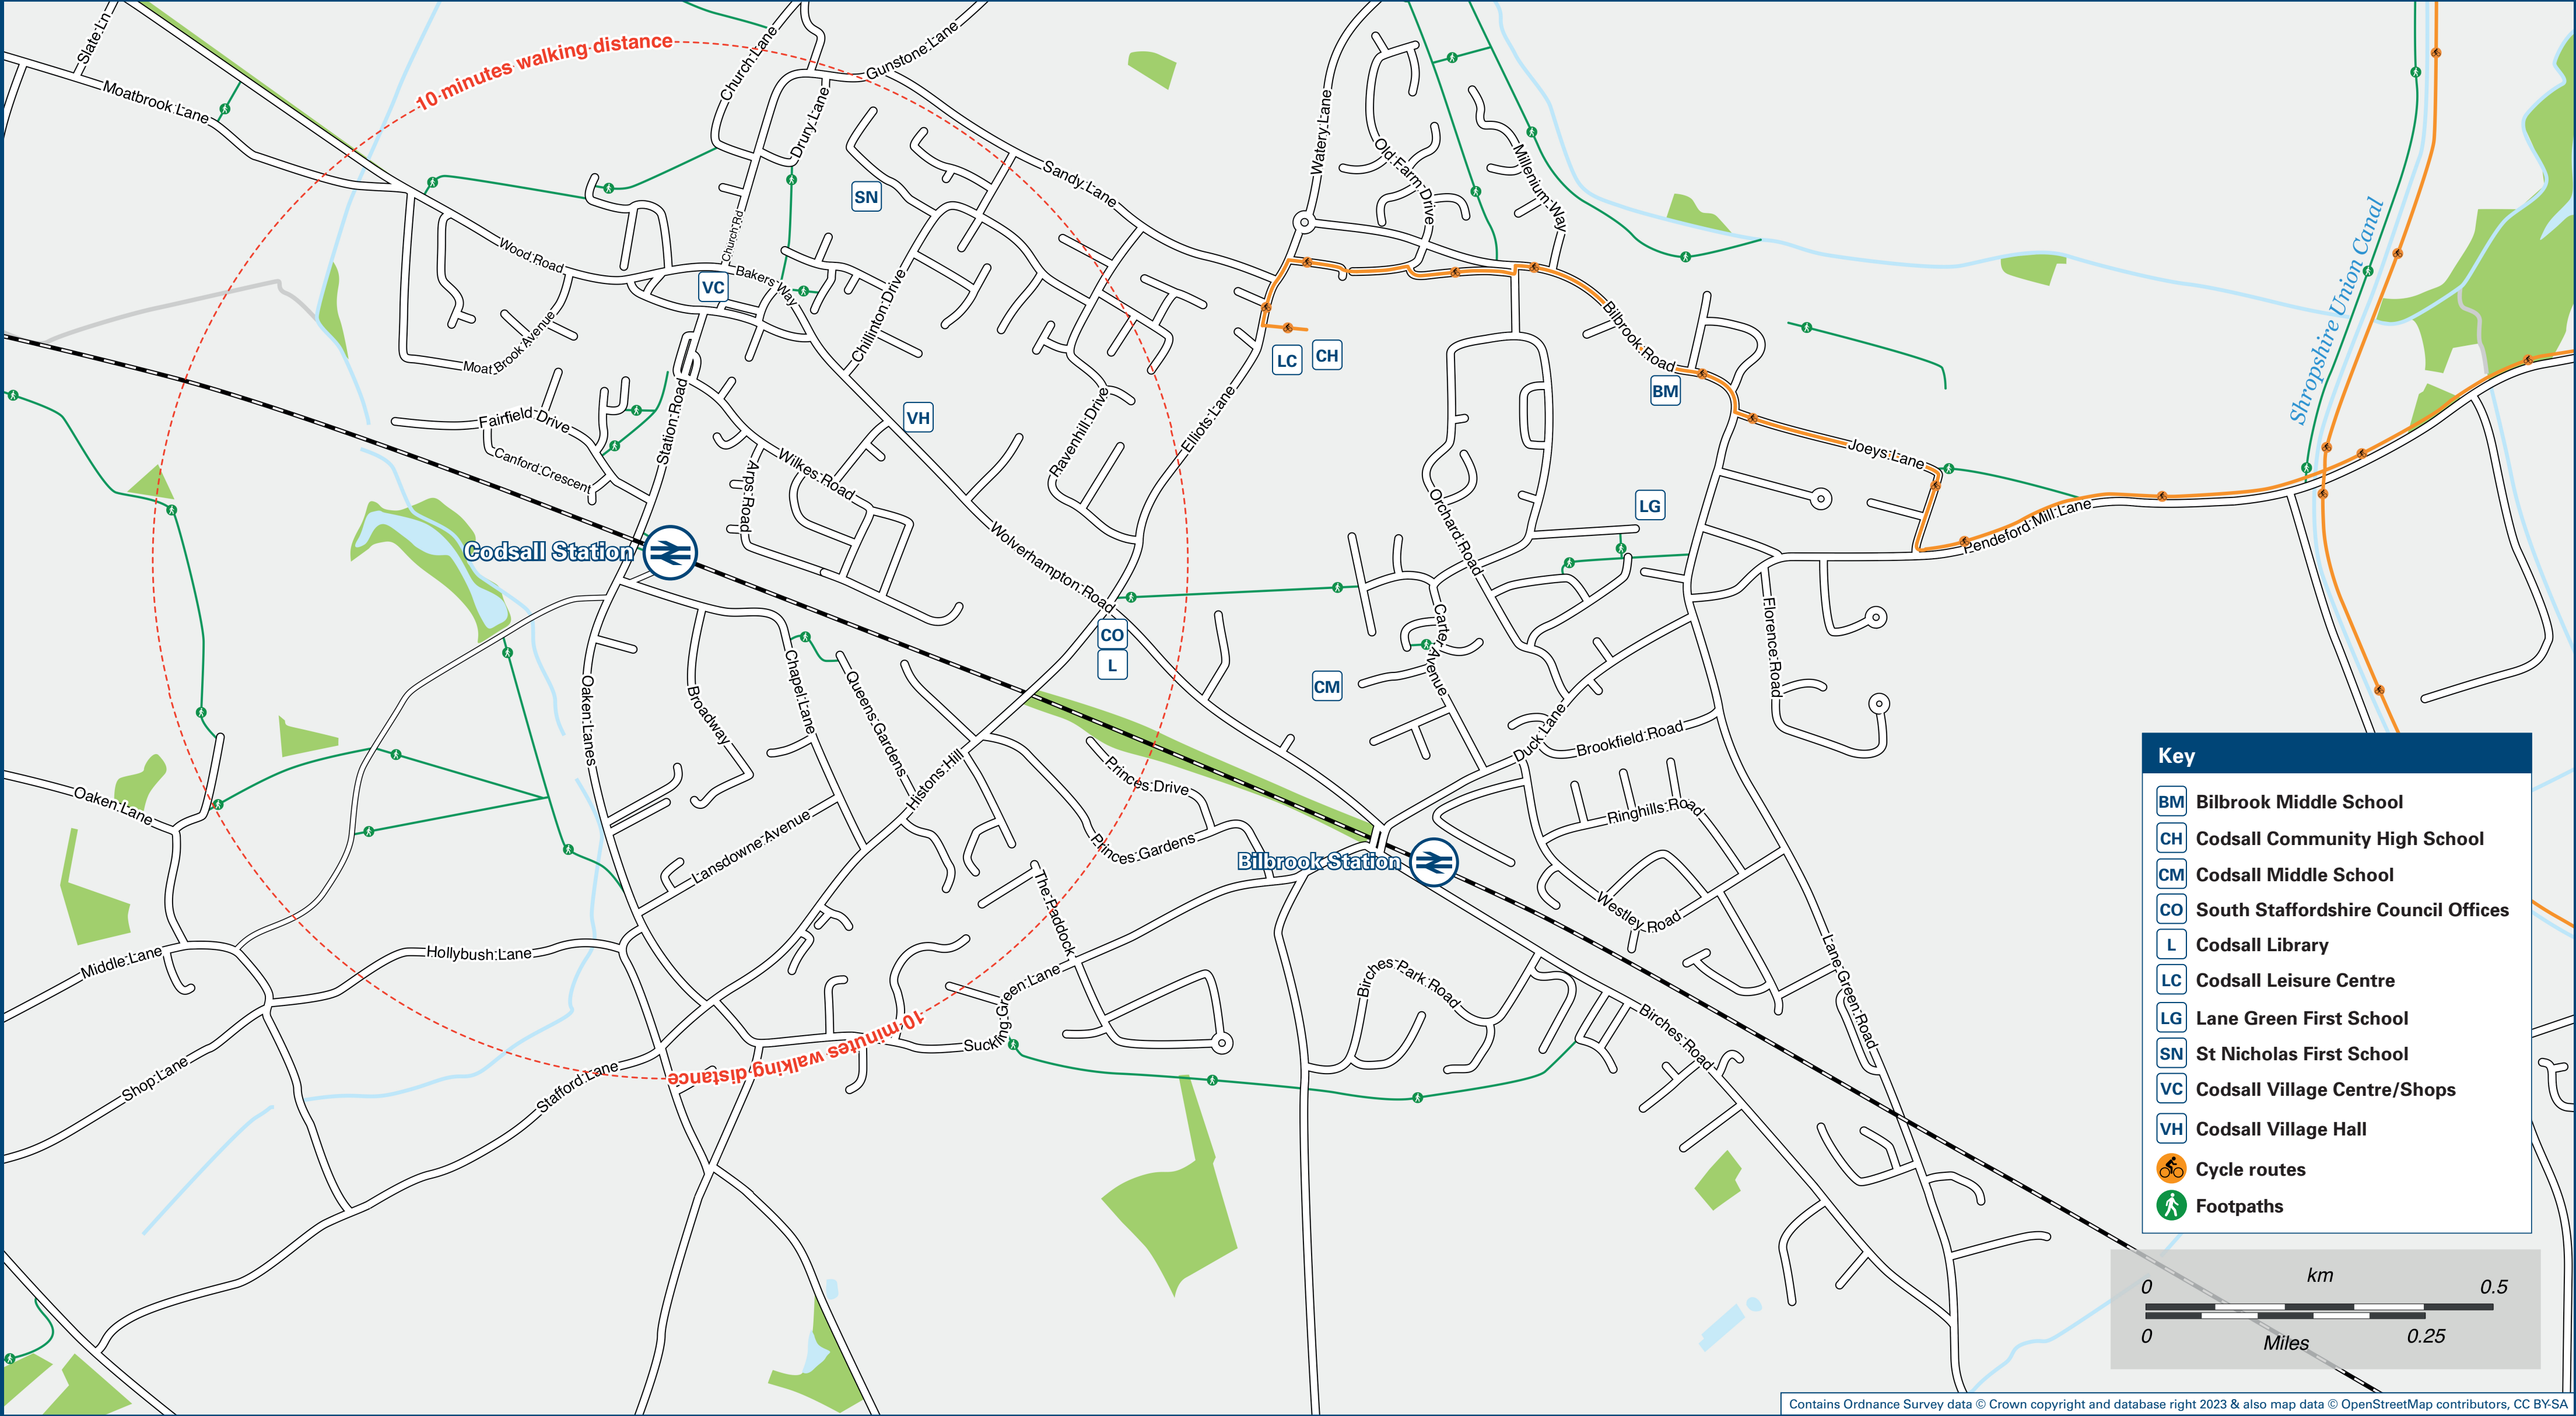 Slate Ln
Moatbrook Lane
10 minutes walking distance
Church Lane
Gunstone Lane
Drury Lane
Sandy Lane
Watery Lane
Old Farm Drive
Millenium Way
SN
Church Rd
Wood Road
VC
Bakers Way
Chillinton Drive
Moat Brook Avenue
LC
CH
Bilbrook Road
BM
Shropshire Union Canal
Fairfield Drive
Station Road
VH
Ravenhill Drive
Elliots Lane
Joeys Lane
Canford Crescent
Arps Road
Wilkes Road
Orchard Road
LG
Wolverhampton Road
Pendeford Mill Lane
Codsall Station
CO
L
CM
Carter Avenue
Florence Road
Oaken Lanes
Broadway
Chapel Lane
Queens Gardens
Histons Hill
Princes Drive
Duck Lane
Brookfield Road
Oaken Lane
Lansdowne Avenue
Princes Gardens
Bilbrook Station
Ringhills Road
The Paddock
Westley Road
Middle Lane
Hollybush Lane
Suckling Green Lane
Birches Park Road
Birches Road
Lane Green Road
10 minutes walking distance
Shop Lane
Stafford Lane
Key
BM Bilbrook Middle School
CH Codsall Community High School
CM Codsall Middle School
CO South Staffordshire Council Offices
L Codsall Library
LC Codsall Leisure Centre
LG Lane Green First School
SN St Nicholas First School
VC Codsall Village Centre/Shops
VH Codsall Village Hall
Cycle routes
Footpaths
km
0 0.5
0 0.25
Miles
Contains Ordnance Survey data © Crown copyright and database right 2023 & also map data © OpenStreetMap contributors, CC BY-SA